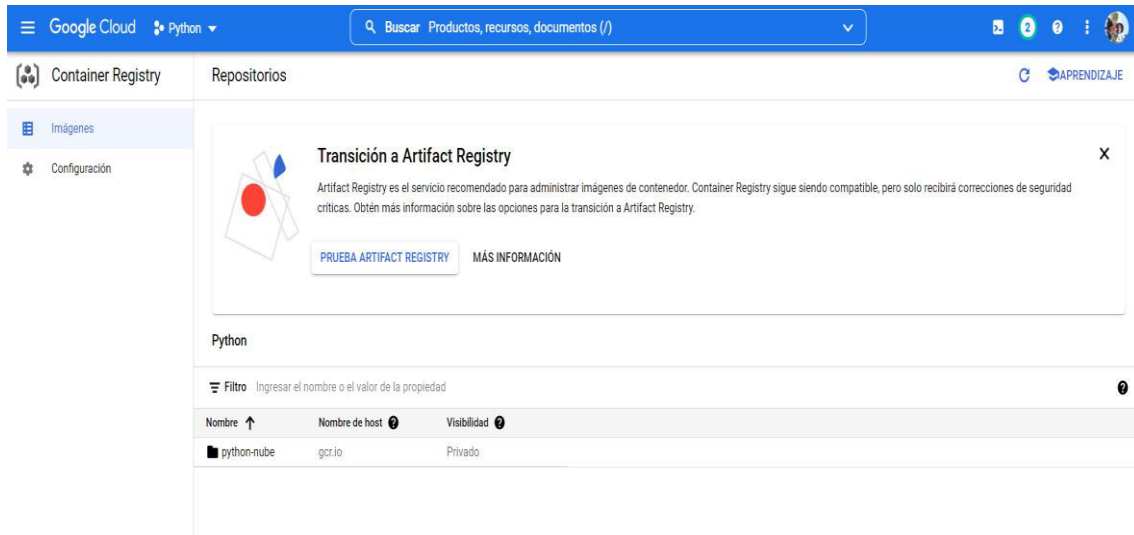 Google Cloud Python Buscar Productos, recursos, documentos (/) 2
Container Registry Repositorios APRENDIZAJE
Imágenes
Configuración
Transición a Artifact Registry
Artifact Registry es el servicio recomendado para administrar imágenes de contenedor. Container Registry sigue siendo compatible, pero solo recibirá correcciones de seguridad
críticas. Obtén más información sobre las opciones para la transición a Artifact Registry.
PRUEBA ARTIFACT REGISTRY MÁS INFORMACIÓN
Python
Filtro Ingresar el nombre o el valor de la propiedad
Nombre Nombre de host Visibilidad
python-nube gcr.io Privado